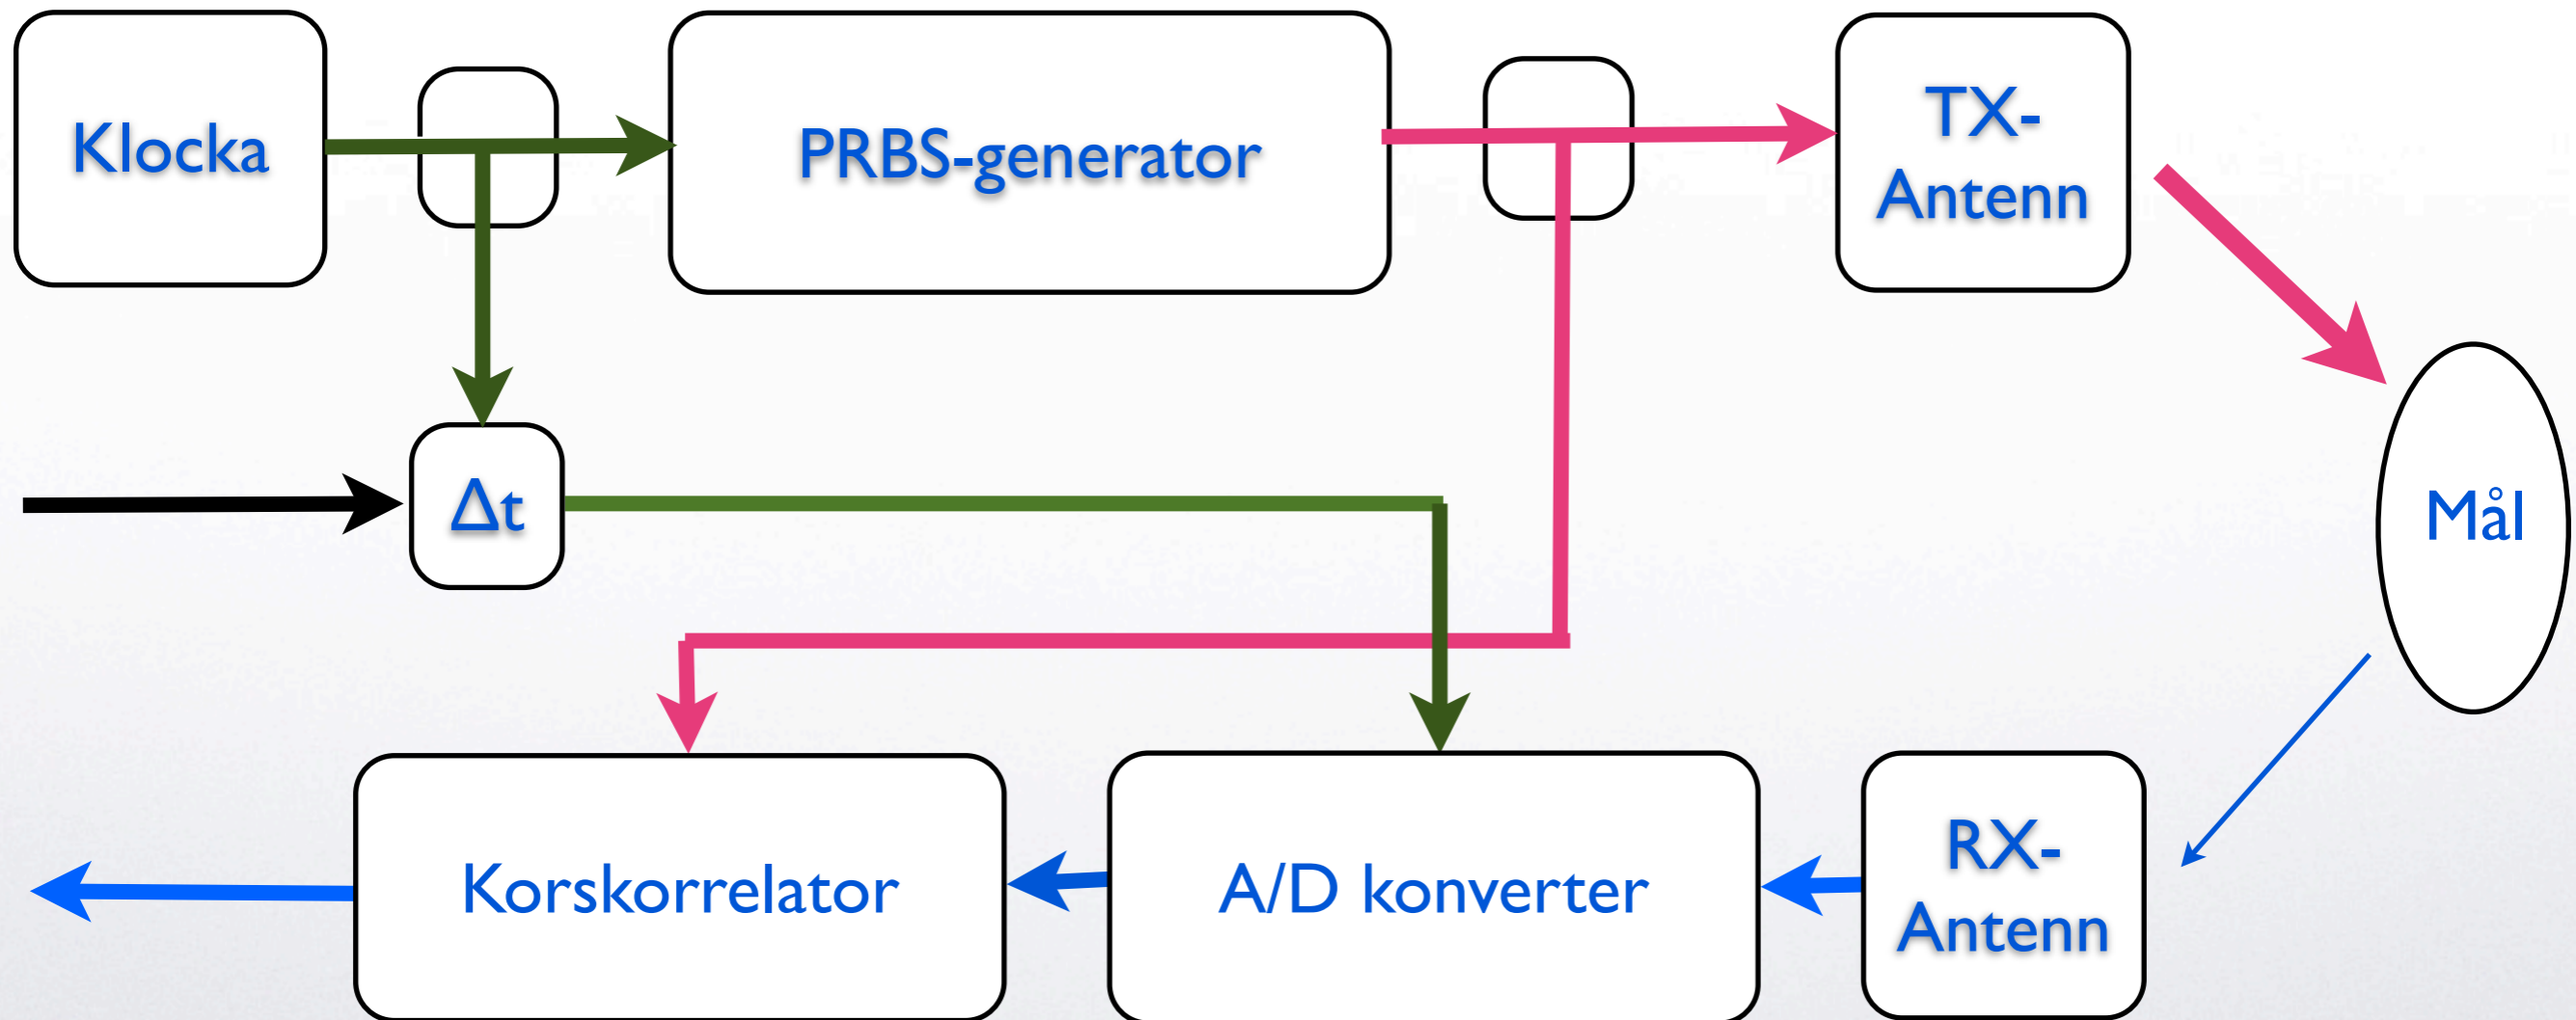 Klocka
PRBS-generator
TX-
Antenn
Δt
Mål
Korskorrelator
A/D konverter
RX-
Antenn